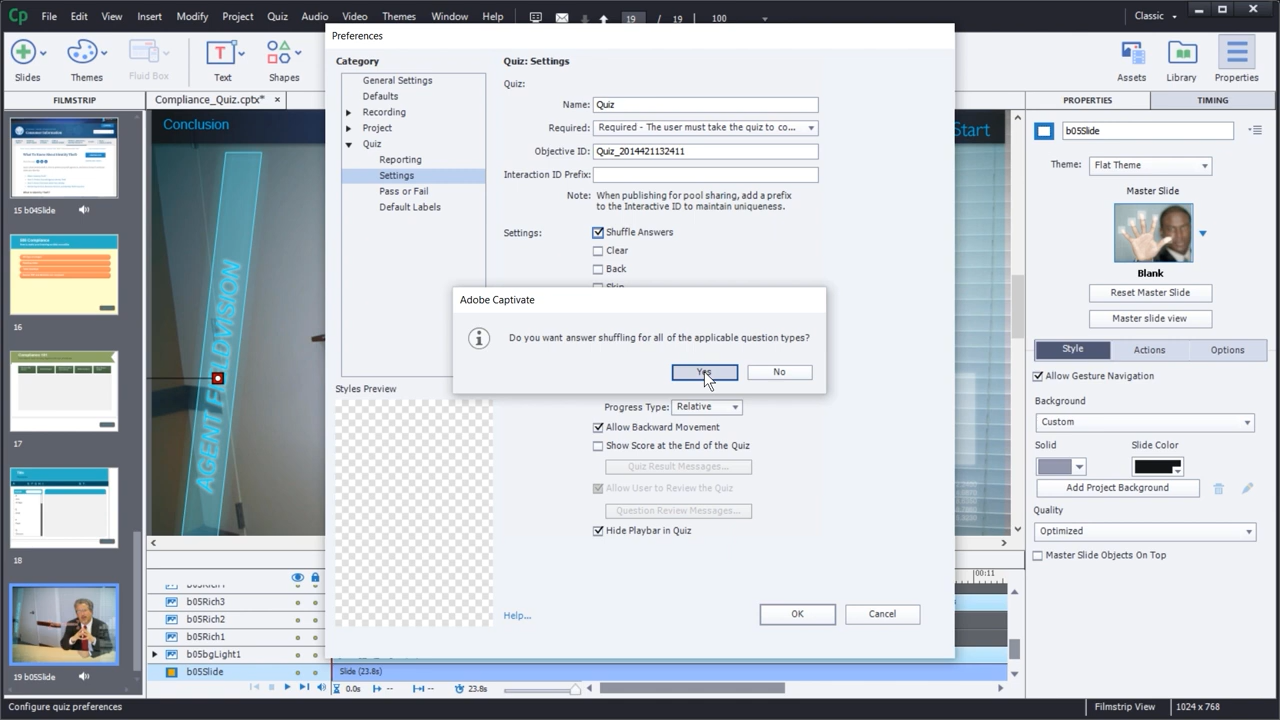 Cp File Edit View Insert Modify Project Quiz Audio Video Themes Window Help 19 / 19 100 Classic
Slides Themes Fluid Box Text Shapes Assets Library Properties
FILMSTRIP
Compliance_Quiz.cptx* ×
15 b04Slide
16
17
18
19 b05Slide
Conclusion
Start
AGENT FIELD VISION
Preferences
Category
General Settings
Defaults
Recording
Project
Quiz
Reporting
Settings
Pass or Fail
Default Labels
Styles Preview
Quiz: Settings
Quiz:
Name: Quiz
Required: Required - The user must take the quiz to co...
Objective ID: Quiz_2014421132411
Interaction ID Prefix:
Note: When publishing for pool sharing, add a prefix
to the Interactive ID to maintain uniqueness.
Settings: Shuffle Answers
Clear
Back
Adobe Captivate
Do you want answer shuffling for all of the applicable question types?
Yes No
Progress Type: Relative
Allow Backward Movement
Show Score at the End of the Quiz
Quiz Result Messages...
Allow User to Review the Quiz
Question Review Messages...
Hide Playbar in Quiz
Help...
OK Cancel
PROPERTIES TIMING
b05Slide
Theme: Flat Theme
Master Slide
Blank
Reset Master Slide
Master slide view
Style Actions Options
Allow Gesture Navigation
Background
Custom
Solid Slide Color
Add Project Background
Quality
Optimized
Master Slide Objects On Top
00:11
b05Rich3
b05Rich2
b05Rich1
b05bgLight1
b05Slide Slide (23.8s)
0.0s -- -- 23.8s
Configure quiz preferences Filmstrip View 1024 x 768